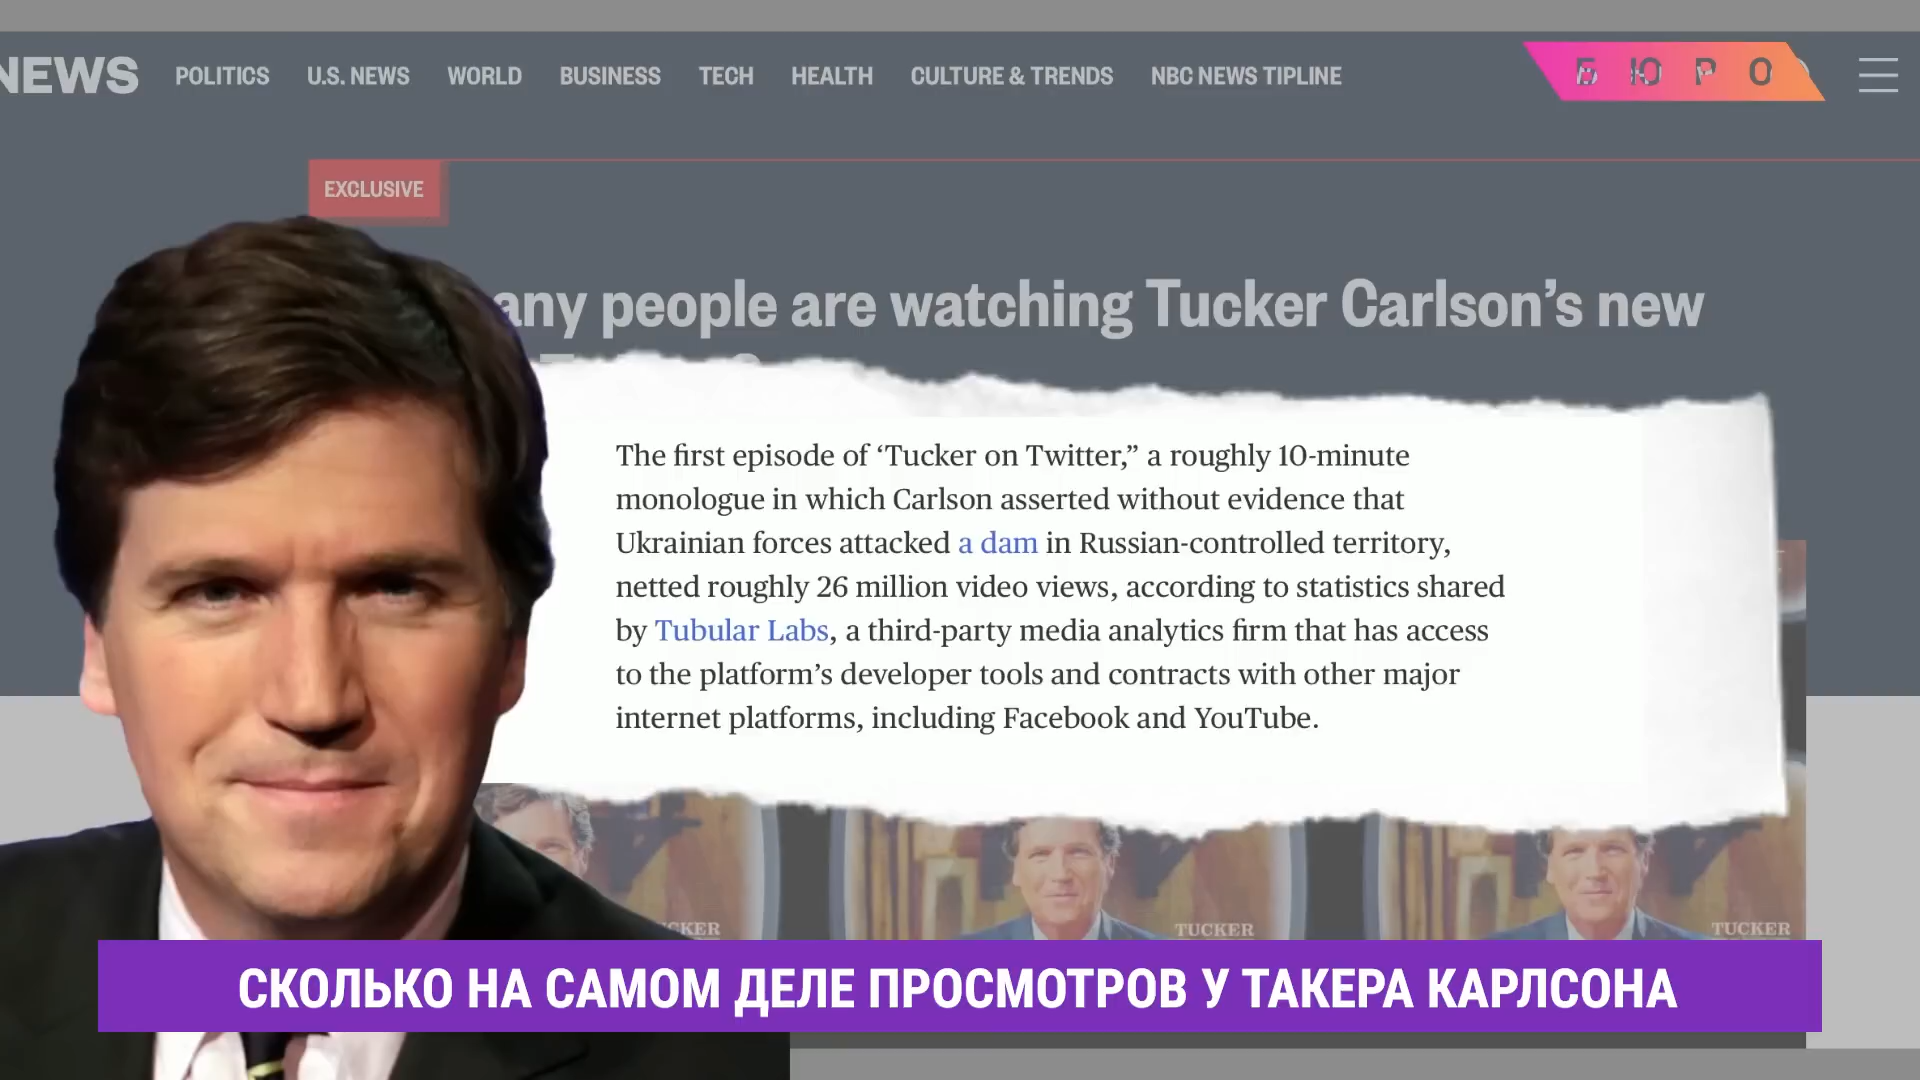 NEWS POLITICS U.S. NEWS WORLD BUSINESS TECH HEALTH CULTURE & TRENDS NBC NEWS TIPLINE
БЮРО
EXCLUSIVE
any people are watching Tucker Carlson’s new
The first episode of ‘Tucker on Twitter,” a roughly 10-minute
monologue in which Carlson asserted without evidence that
Ukrainian forces attacked a dam in Russian-controlled territory,
netted roughly 26 million video views, according to statistics shared
by Tubular Labs, a third-party media analytics firm that has access
to the platform’s developer tools and contracts with other major
internet platforms, including Facebook and YouTube.
CKER TUCKER TUCKER
СКОЛЬКО НА САМОМ ДЕЛЕ ПРОСМОТРОВ У ТАКЕРА КАРЛСОНА